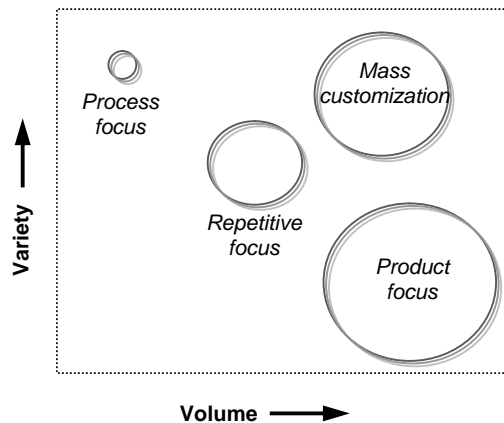 Process
focus
Mass
customization
Repetitive
focus
Product
focus
Variety
Volume